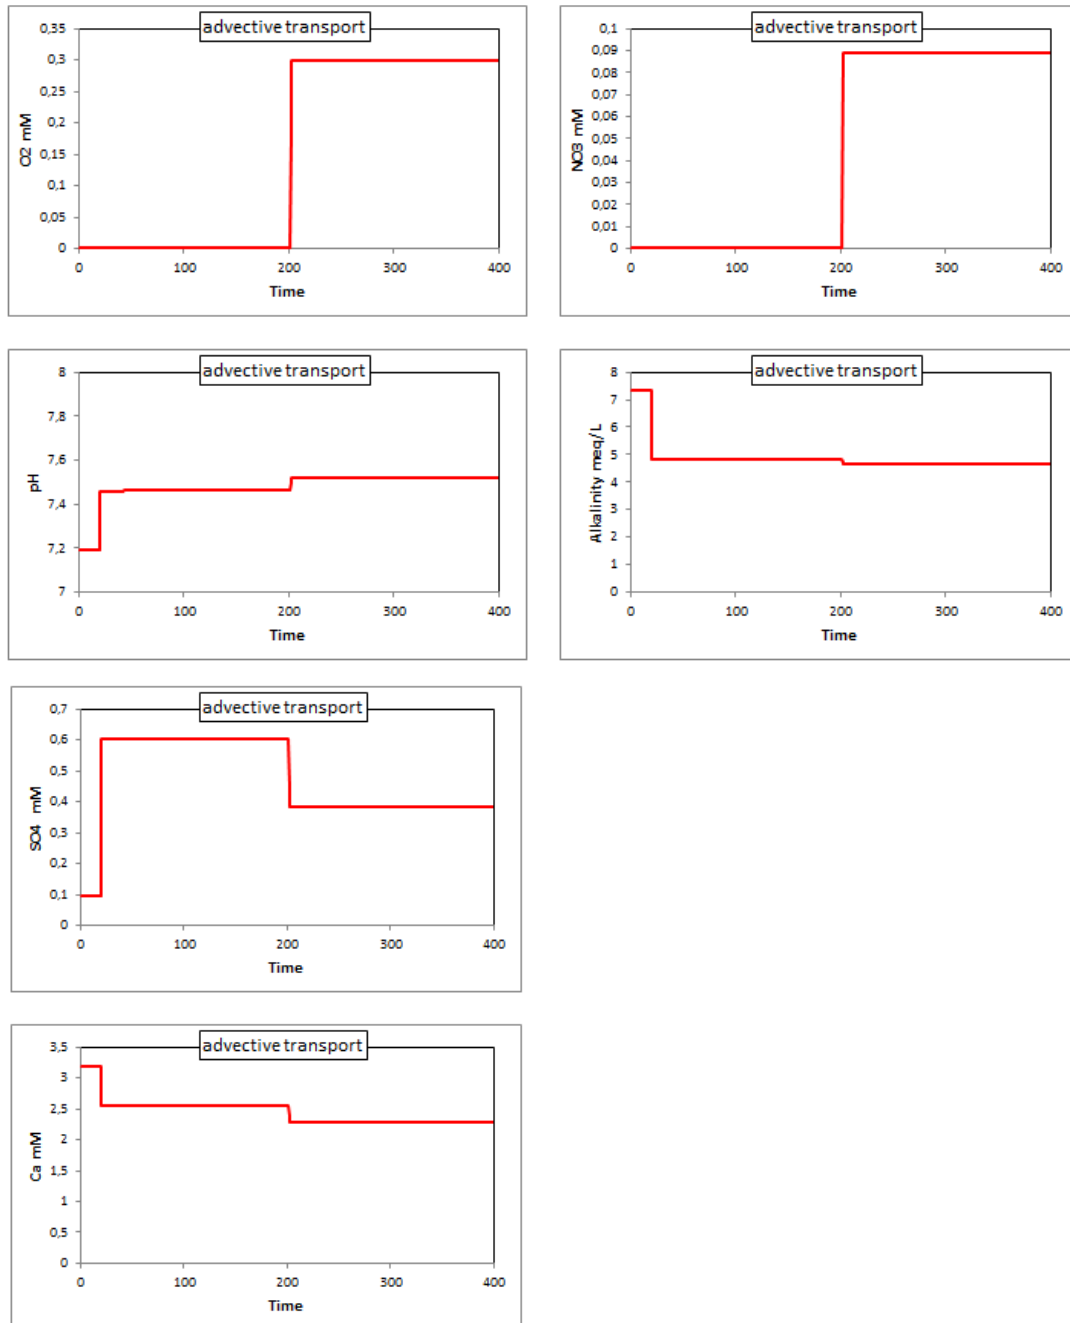 advective transport
0,35
0,3
0,25
0,2
0,15
0,1
0,05
0
O2 mM
0 100 200 300 400
Time
advective transport
0,1
0,09
0,08
0,07
0,06
0,05
0,04
0,03
0,02
0,01
0
NO3 mM
0 100 200 300 400
Time
advective transport
8
7,8
7,6
7,4
7,2
7
pH
0 100 200 300 400
Time
advective transport
8
7
6
5
4
3
2
1
0
Alkalinity meq/L
0 100 200 300 400
Time
advective transport
0,7
0,6
0,5
0,4
0,3
0,2
0,1
0
SO4 mM
0 100 200 300 400
Time
advective transport
3,5
3
2,5
2
1,5
1
0,5
0
Ca mM
0 100 200 300 400
Time